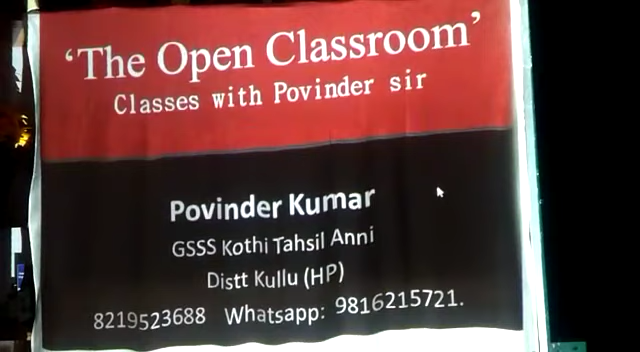 ‘The Open Classroom’
Classes with Povinder sir
Povinder Kumar
GSSS Kothi Tahsil Anni
Distt Kullu (HP)
8219523688 Whatsapp: 9816215721.